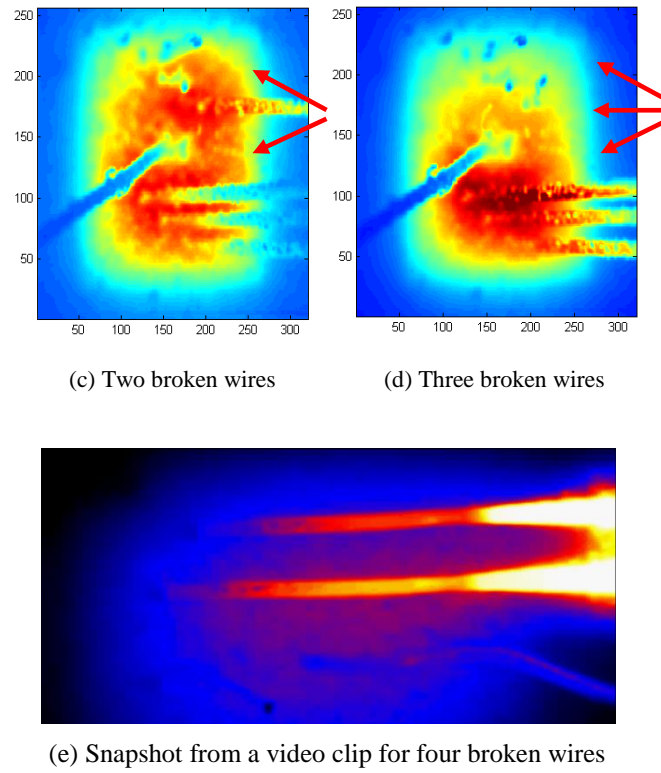 250
200
150
100
50
50 100 150 200 250 300
250
200
150
100
50
50 100 150 200 250 300
(c) Two broken wires
(d) Three broken wires
(e) Snapshot from a video clip for four broken wires